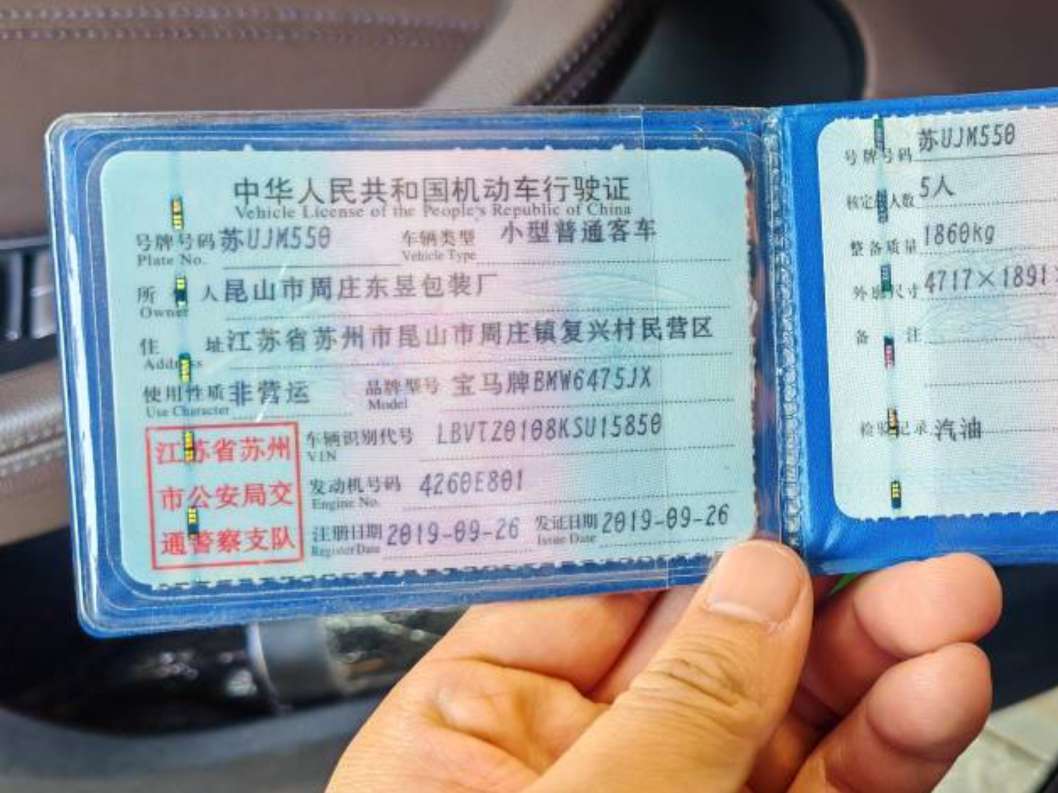 中华人民共和国机动车行驶证
Vehicle License of the People's Republic of China
号牌号码 苏UJM550 车辆类型 小型普通客车
Plate No. Vehicle Type
所 人 昆山市周庄东昱包装厂
Owner
住 址 江苏省苏州市昆山市周庄镇复兴村民营区
Address
使用性质 非营运 品牌型号 宝马牌BMW6475JX
Use Character Model
江苏省苏州
市公安局交
通警察支队
车辆识别代号 LBVTZ0108KSU15850
VIN
发动机号码 4260E801
Engine No.
注册日期 2019-09-26 发证日期 2019-09-26
Register Date Issue Date
号牌号码 苏UJM550
核定 人数 5人
整备质量 1860kg
外廓尺寸 4717×1891
备 注
检验记录 汽油